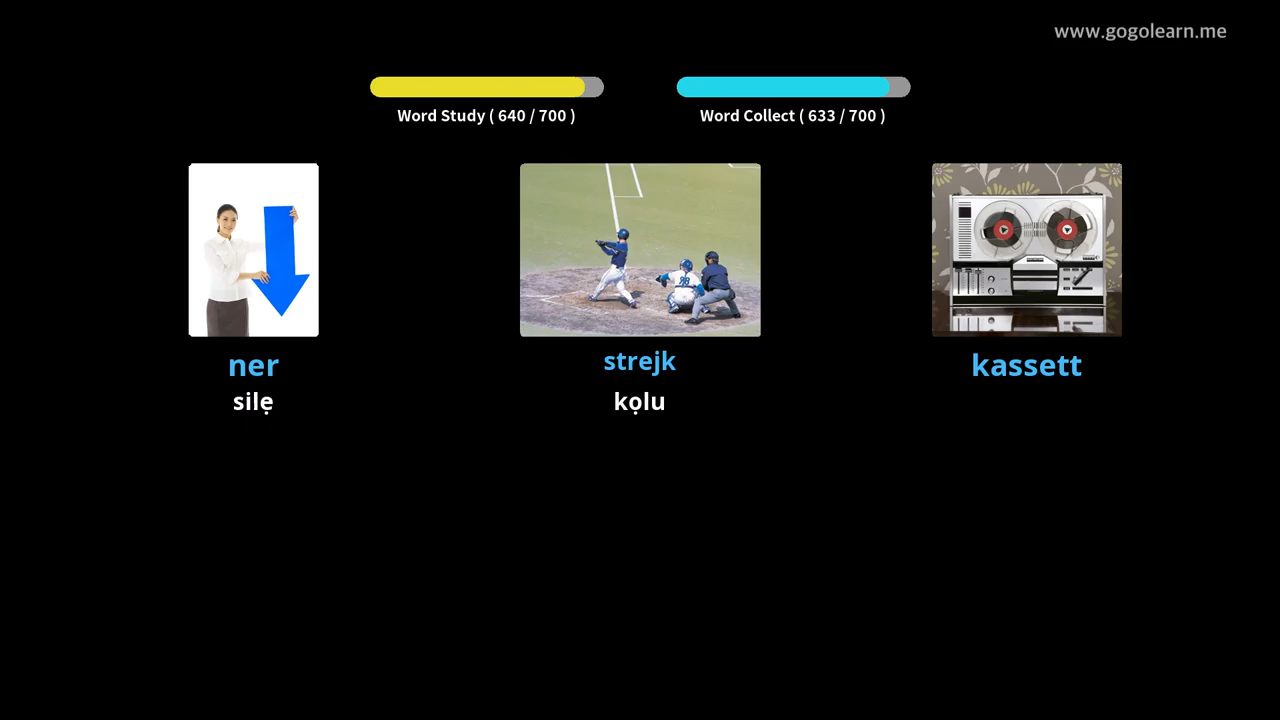 www.gogolearn.me
Word Study ( 640 / 700 )
Word Collect ( 633 / 700 )
ner
strejk
kassett
silẹ
kọlu